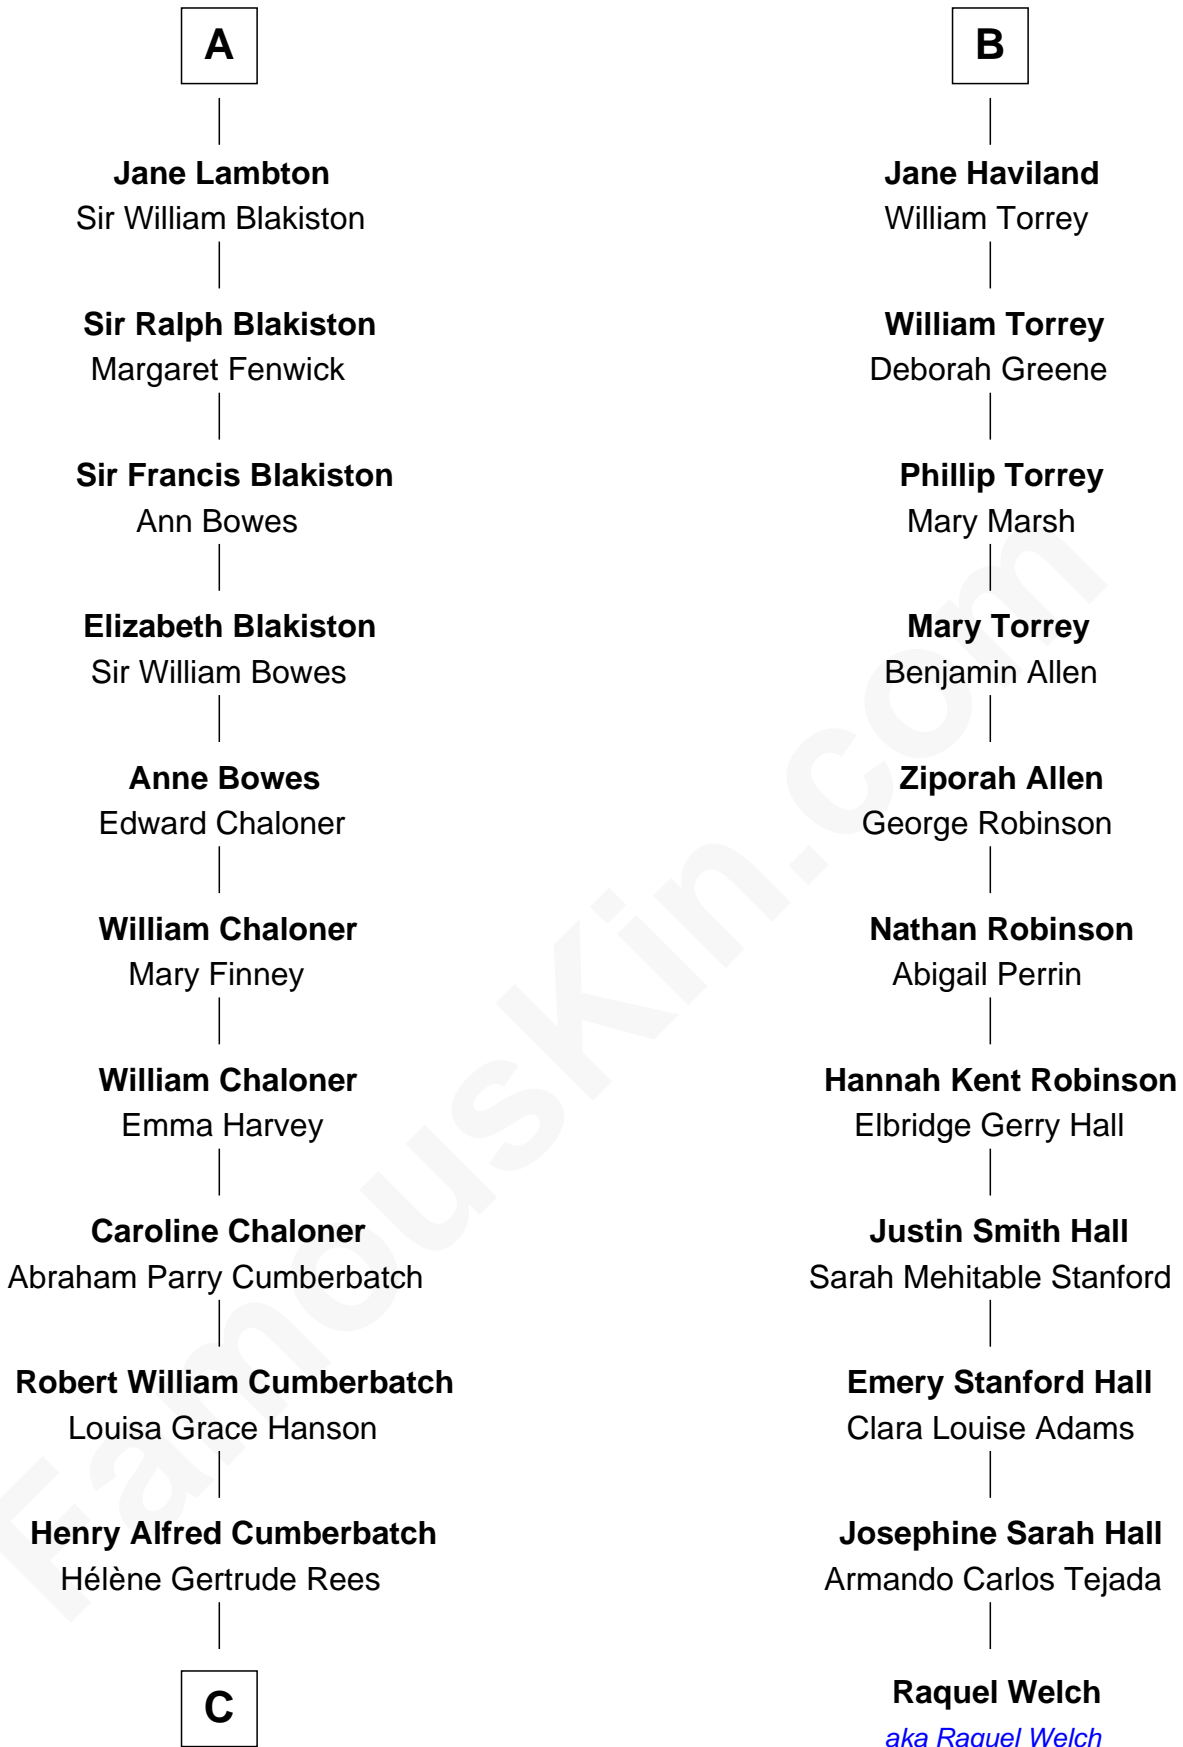 A
Jane Lambton
Sir William Blakiston
Sir Ralph Blakiston
Margaret Fenwick
Sir Francis Blakiston
Ann Bowes
Elizabeth Blakiston
Sir William Bowes
Anne Bowes
Edward Chaloner
William Chaloner
Mary Finney
William Chaloner
Emma Harvey
Caroline Chaloner
Abraham Parry Cumberbatch
Robert William Cumberbatch
Louisa Grace Hanson
Henry Alfred Cumberbatch
Hélène Gertrude Rees
C
B
Jane Haviland
William Torrey
William Torrey
Deborah Greene
Phillip Torrey
Mary Marsh
Mary Torrey
Benjamin Allen
Ziporah Allen
George Robinson
Nathan Robinson
Abigail Perrin
Hannah Kent Robinson
Elbridge Gerry Hall
Justin Smith Hall
Sarah Mehitable Stanford
Emery Stanford Hall
Clara Louise Adams
Josephine Sarah Hall
Armando Carlos Tejada
Raquel Welch
aka Raquel Welch
FamousKin.com